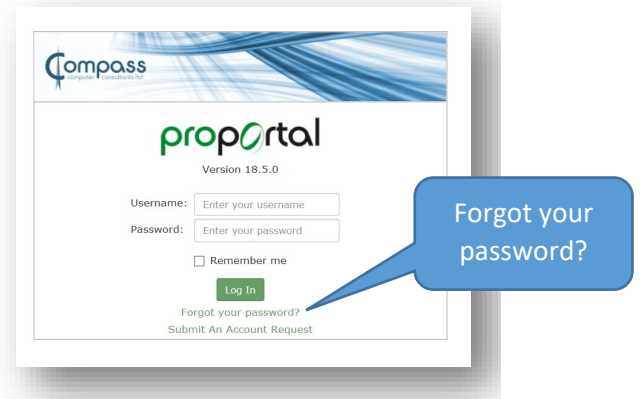 Compass
computer consultants ltd
proportal
Version 18.5.0
Username: Enter your username
Password: Enter your password
Remember me
Log In
Forgot your password?
Submit An Account Request
Forgot your
password?